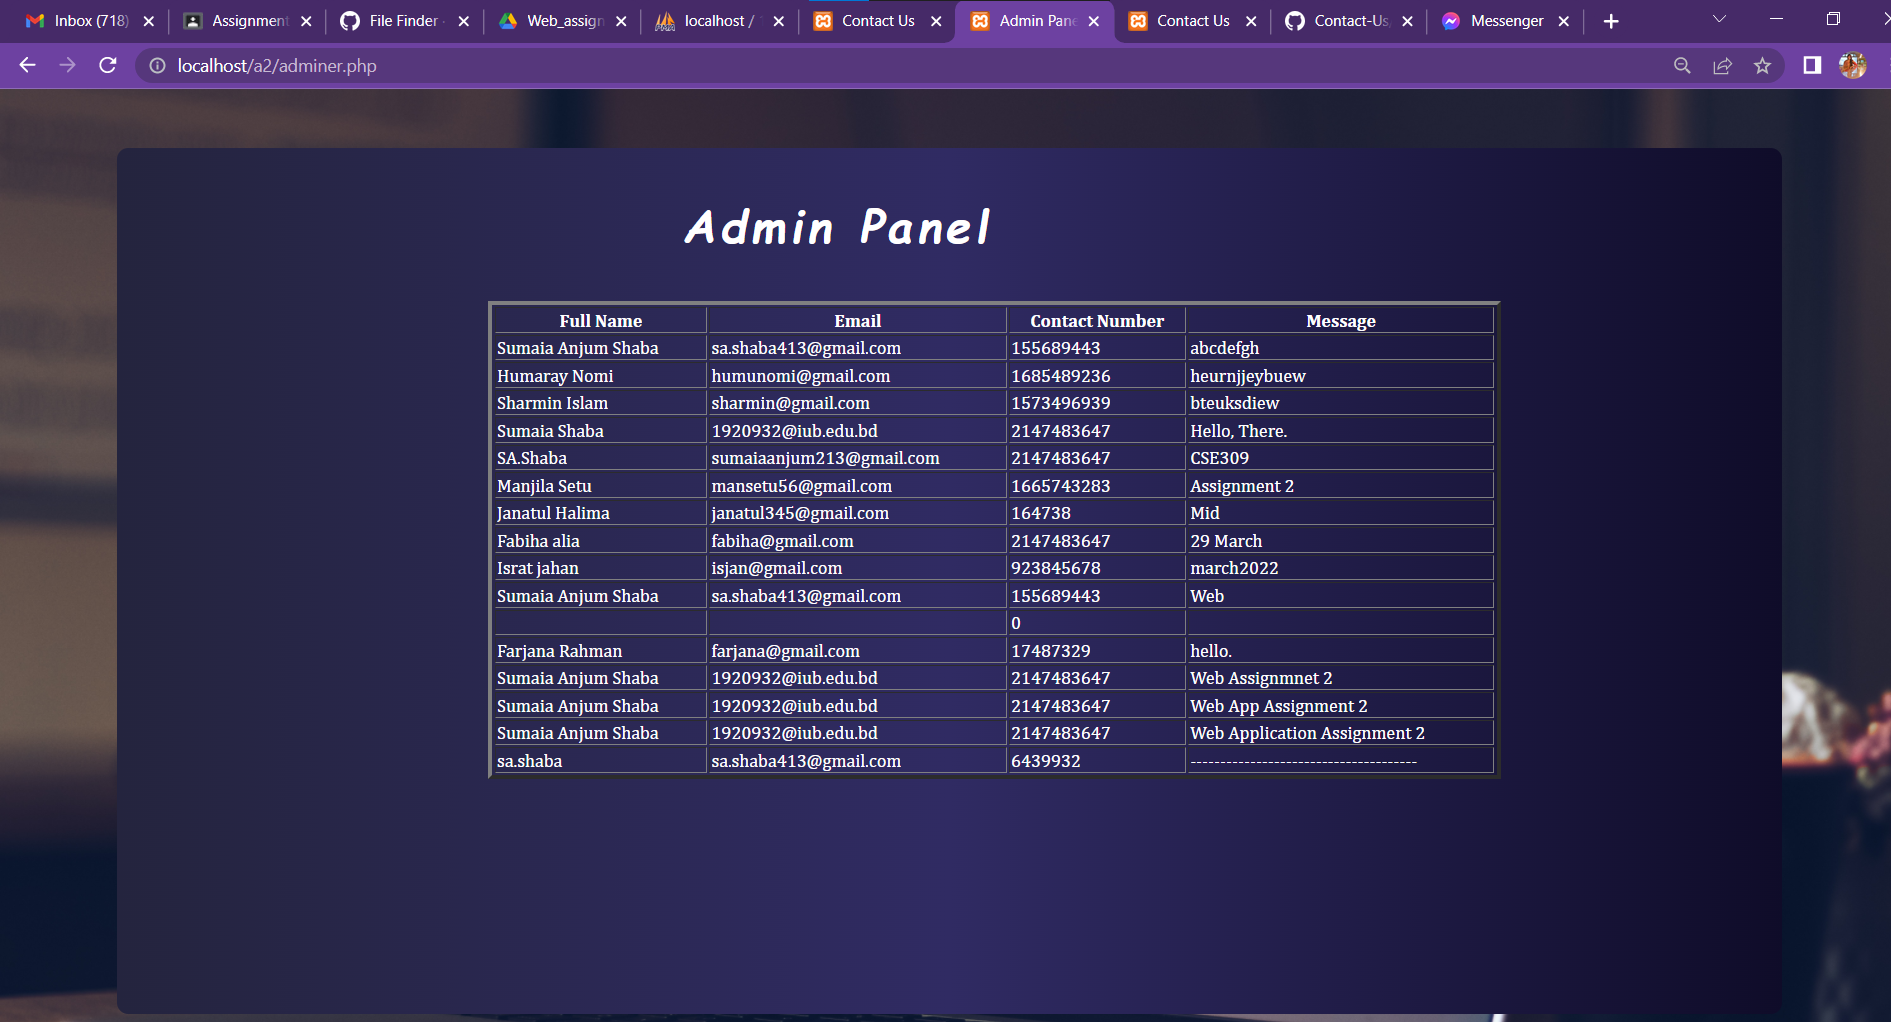 Inbox (718) Assignment File Finder Web_assign localhost / Contact Us Admin Pane Contact Us Contact-Us Messenger
localhost/a2/adminer.php
Admin Panel
Full Name Email Contact Number Message
Sumaia Anjum Shaba sa.shaba413@gmail.com 155689443 abcdefgh
Humaray Nomi humunomi@gmail.com 1685489236 heurnjjeybuew
Sharmin Islam sharmin@gmail.com 1573496939 bteuksdiew
Sumaia Shaba 1920932@iub.edu.bd 2147483647 Hello, There.
SA.Shaba sumaiaanjum213@gmail.com 2147483647 CSE309
Manjila Setu mansetu56@gmail.com 1665743283 Assignment 2
Janatul Halima janatul345@gmail.com 164738 Mid
Fabiha alia fabiha@gmail.com 2147483647 29 March
Israt jahan isjan@gmail.com 923845678 march2022
Sumaia Anjum Shaba sa.shaba413@gmail.com 155689443 Web
0
Farjana Rahman farjana@gmail.com 17487329 hello.
Sumaia Anjum Shaba 1920932@iub.edu.bd 2147483647 Web Assignmnet 2
Sumaia Anjum Shaba 1920932@iub.edu.bd 2147483647 Web App Assignment 2
Sumaia Anjum Shaba 1920932@iub.edu.bd 2147483647 Web Application Assignment 2
sa.shaba sa.shaba413@gmail.com 6439932 --------------------------------------